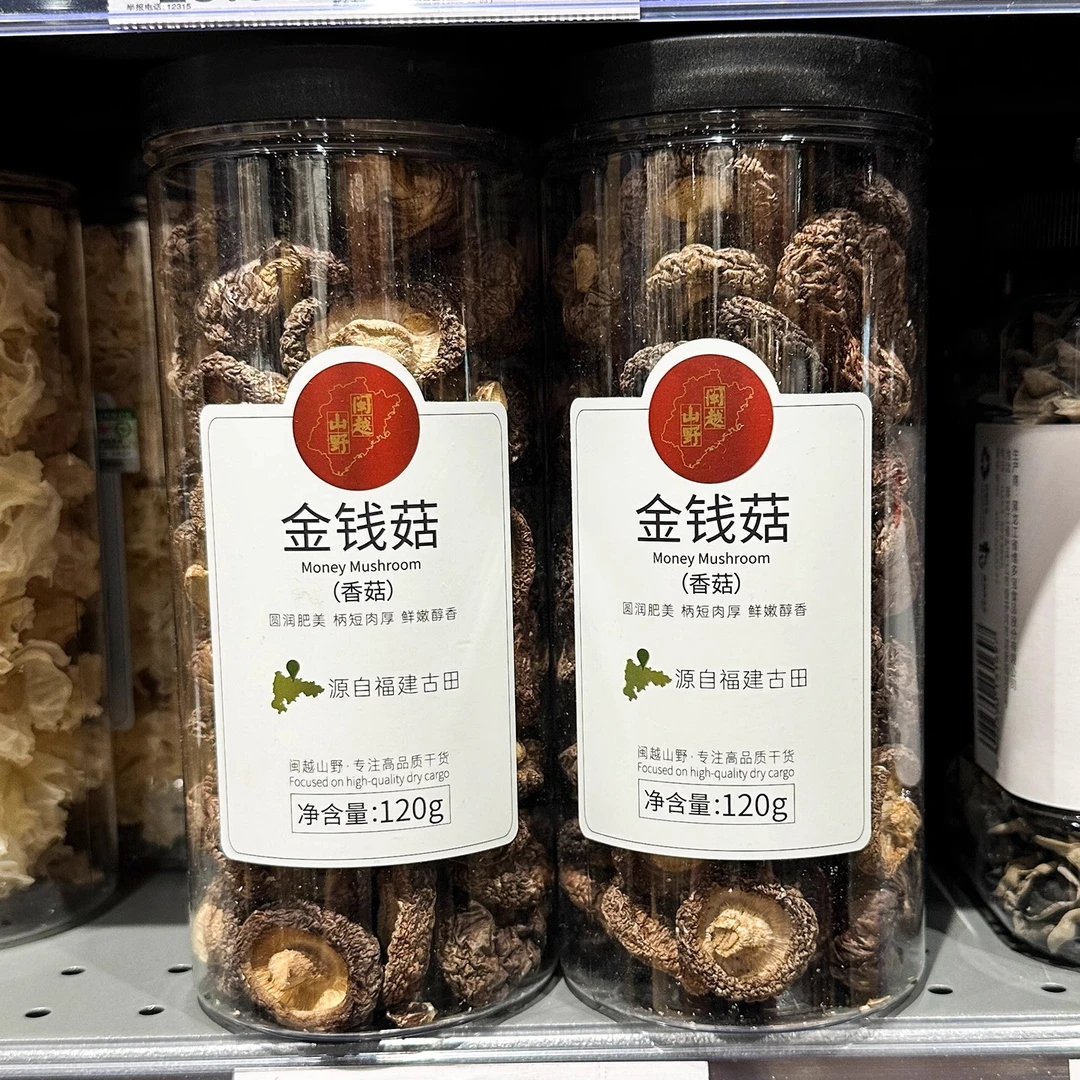 举报电话:12315
闽越
山野
金钱菇
Money Mushroom
(香菇)
圆润肥美 柄短肉厚 鲜嫩醇香
源自福建古田
闽越山野·专注高品质干货
Focused on high-quality dry cargo
净含量:120g
闽越
山野
金钱菇
Money Mushroom
(香菇)
圆润肥美 柄短肉厚 鲜嫩醇香
源自福建古田
闽越山野·专注高品质干货
Focused on high-quality dry cargo
净含量:120g